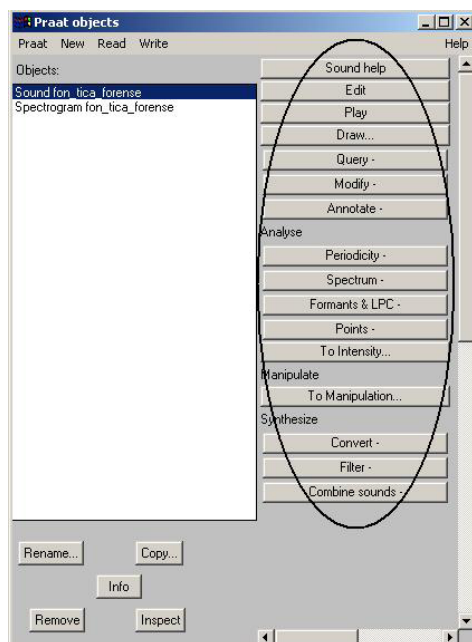 Praat objects
Praat New Read Write Help
Objects:
Sound fon_tica_forense
Spectrogram fon_tica_forense
Sound help
Edit
Play
Draw...
Query -
Modify -
Annotate -
Analyse
Periodicity -
Spectrum -
Formants & LPC -
Points -
To Intensity...
Manipulate
To Manipulation...
Synthesize
Convert -
Filter -
Combine sounds -
Rename... Copy...
Info
Remove Inspect